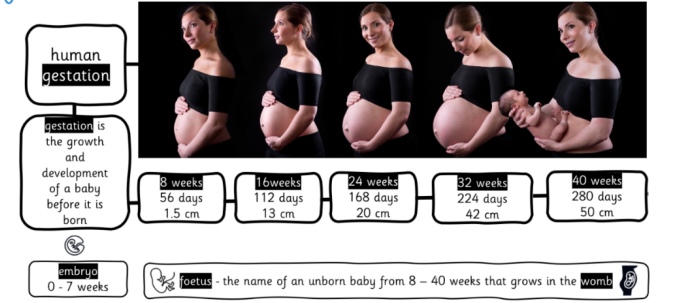 human
gestation
gestation is
the growth
and
development
of a baby
before it is
born
8 weeks
56 days
1.5 cm
16weeks
112 days
13 cm
24 weeks
168 days
20 cm
32 weeks
224 days
42 cm
40 weeks
280 days
50 cm
embryo
0 - 7 weeks
foetus - the name of an unborn baby from 8 – 40 weeks that grows in the womb